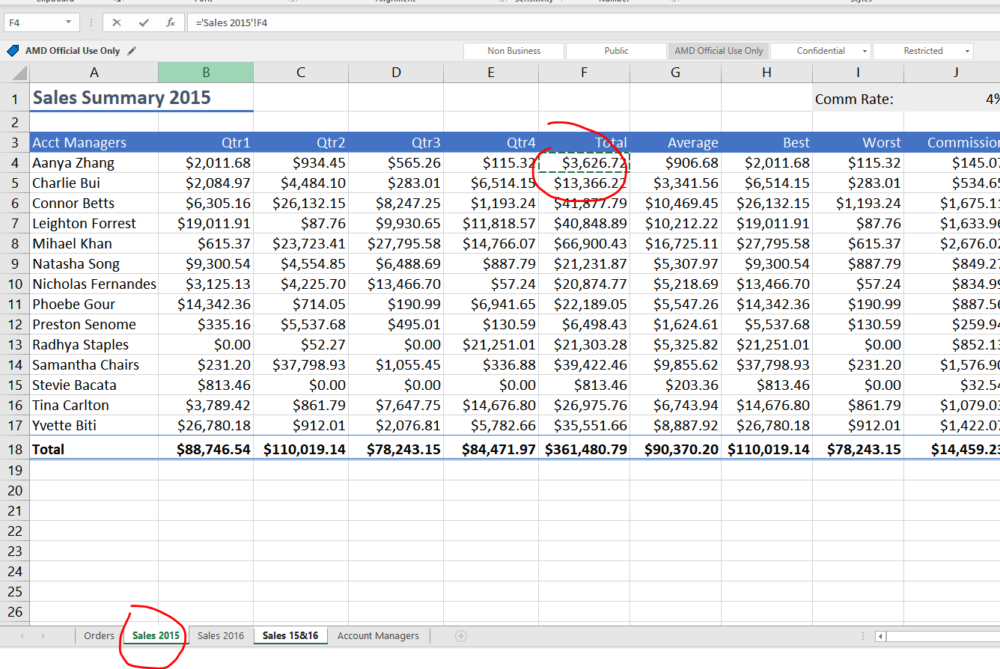 F4 ='Sales 2015'!F4
AMD Official Use Only Non Business Public AMD Official Use Only Confidential Restricted
A B C D E F G H I J
1 Sales Summary 2015 Comm Rate: 4%
2
3 Acct Managers Qtr1 Qtr2 Qtr3 Qtr4 Total Average Best Worst Commission
4 Aanya Zhang $2,011.68 $934.45 $565.26 $115.32 $3,626.72 $906.68 $2,011.68 $115.32 $145.07
5 Charlie Bui $2,084.97 $4,484.10 $283.01 $6,514.15 $13,366.22 $3,341.56 $6,514.15 $283.01 $534.65
6 Connor Betts $6,305.16 $26,132.15 $8,247.25 $1,193.24 $41,877.79 $10,469.45 $26,132.15 $1,193.24 $1,675.11
7 Leighton Forrest $19,011.91 $87.76 $9,930.65 $11,818.57 $40,848.89 $10,212.22 $19,011.91 $87.76 $1,633.96
8 Mihael Khan $615.37 $23,723.41 $27,795.58 $14,766.07 $66,900.43 $16,725.11 $27,795.58 $615.37 $2,676.02
9 Natasha Song $9,300.54 $4,554.85 $6,488.69 $887.79 $21,231.87 $5,307.97 $9,300.54 $887.79 $849.27
10 Nicholas Fernandes $3,125.13 $4,225.70 $13,466.70 $57.24 $20,874.77 $5,218.69 $13,466.70 $57.24 $834.99
11 Phoebe Gour $14,342.36 $714.05 $190.99 $6,941.65 $22,189.05 $5,547.26 $14,342.36 $190.99 $887.56
12 Preston Senome $335.16 $5,537.68 $495.01 $130.59 $6,498.43 $1,624.61 $5,537.68 $130.59 $259.94
13 Radhya Staples $0.00 $52.27 $0.00 $21,251.01 $21,303.28 $5,325.82 $21,251.01 $0.00 $852.13
14 Samantha Chairs $231.20 $37,798.93 $1,055.45 $336.88 $39,422.46 $9,855.62 $37,798.93 $231.20 $1,576.90
15 Stevie Bacata $813.46 $0.00 $0.00 $0.00 $813.46 $203.36 $813.46 $0.00 $32.54
16 Tina Carlton $3,789.42 $861.79 $7,647.75 $14,676.80 $26,975.76 $6,743.94 $14,676.80 $861.79 $1,079.03
17 Yvette Biti $26,780.18 $912.01 $2,076.81 $5,782.66 $35,551.66 $8,887.92 $26,780.18 $912.01 $1,422.07
18 Total $88,746.54 $110,019.14 $78,243.15 $84,471.97 $361,480.79 $90,370.20 $110,019.14 $78,243.15 $14,459.23
19
20
21
22
23
24
25
26
Orders Sales 2015 Sales 2016 Sales 15&16 Account Managers